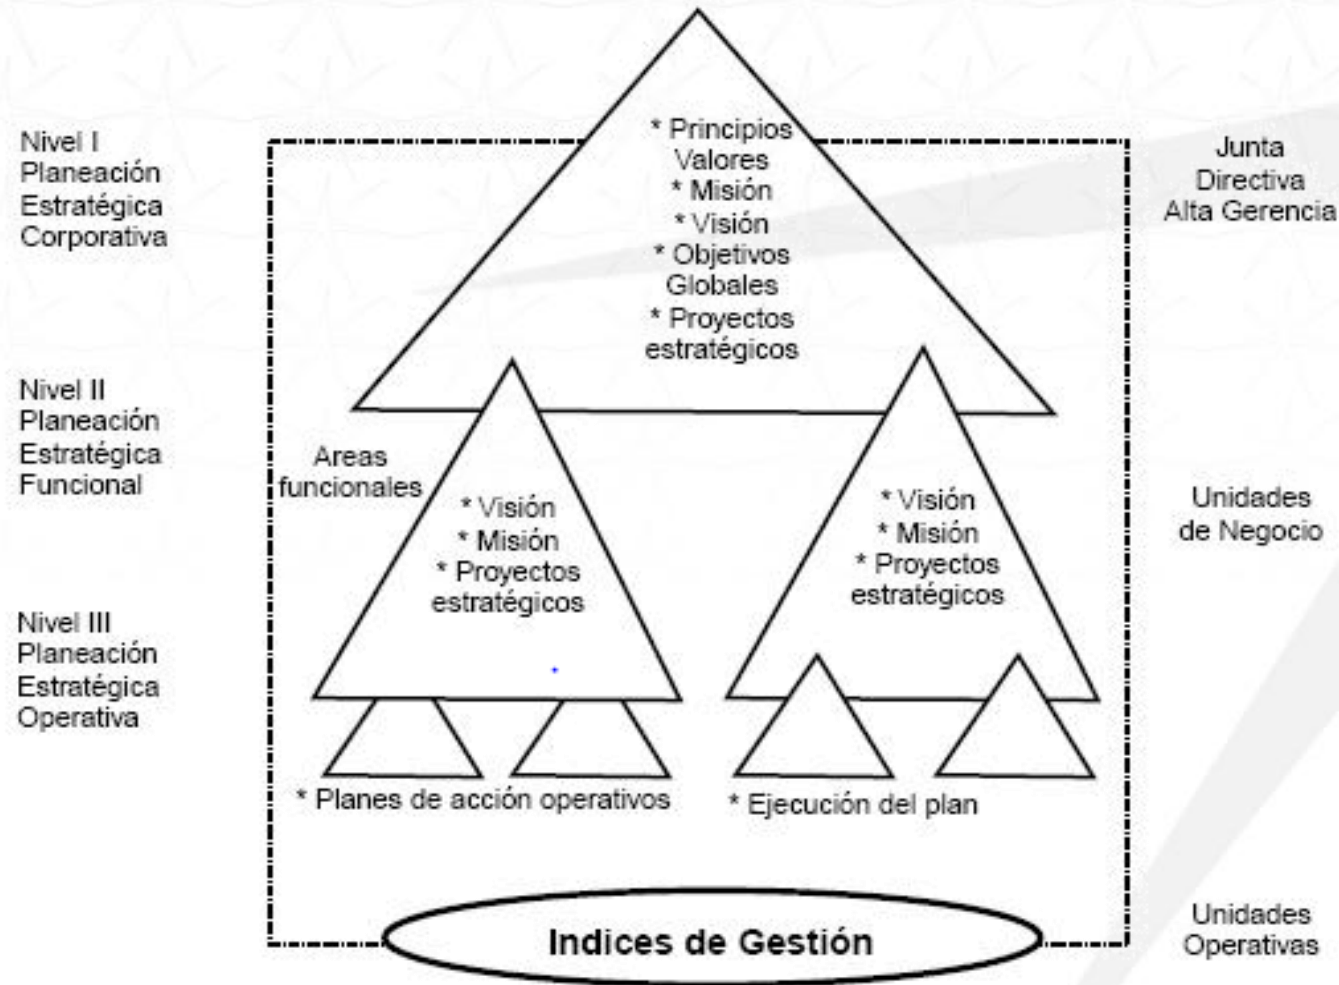 Nivel I
Planeación
Estratégica
Corporativa
* Principios
Valores
* Misión
* Visión
* Objetivos
Globales
* Proyectos
estratégicos
Junta
Directiva
Alta Gerencia
Nivel II
Planeación
Estratégica
Funcional
Areas
funcionales
* Visión
* Misión
* Proyectos
estratégicos
* Visión
* Misión
* Proyectos
estratégicos
Unidades
de Negocio
Nivel III
Planeación
Estratégica
Operativa
* Planes de acción operativos
* Ejecución del plan
Indices de Gestión
Unidades
Operativas